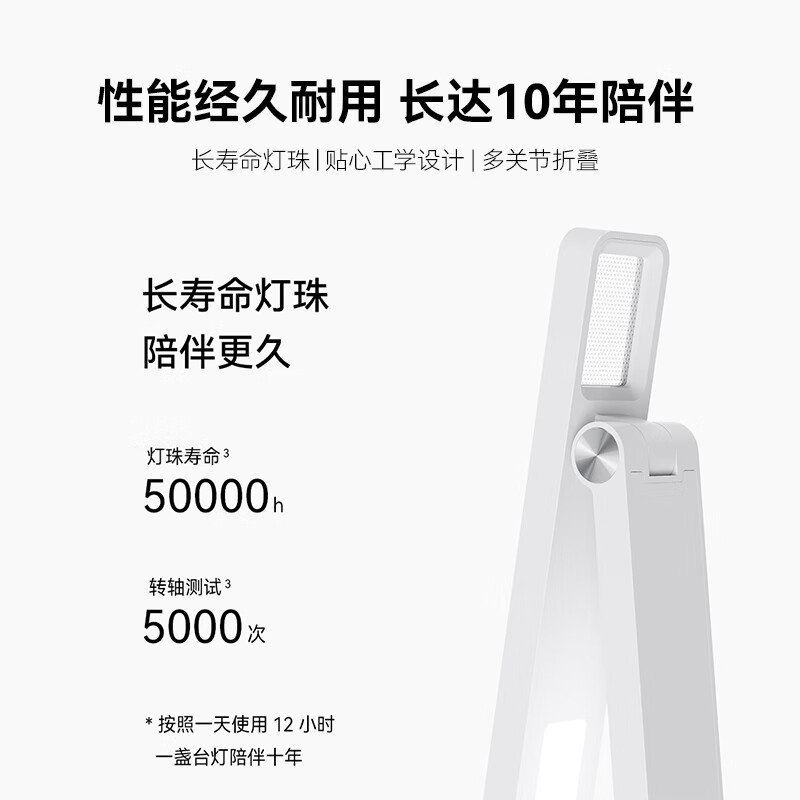 性能经久耐用 长达10年陪伴
长寿命灯珠|贴心工学设计|多关节折叠
长寿命灯珠
陪伴更久
灯珠寿命³
50000h
转轴测试³
5000次
* 按照一天使用 12 小时
一盏台灯陪伴十年